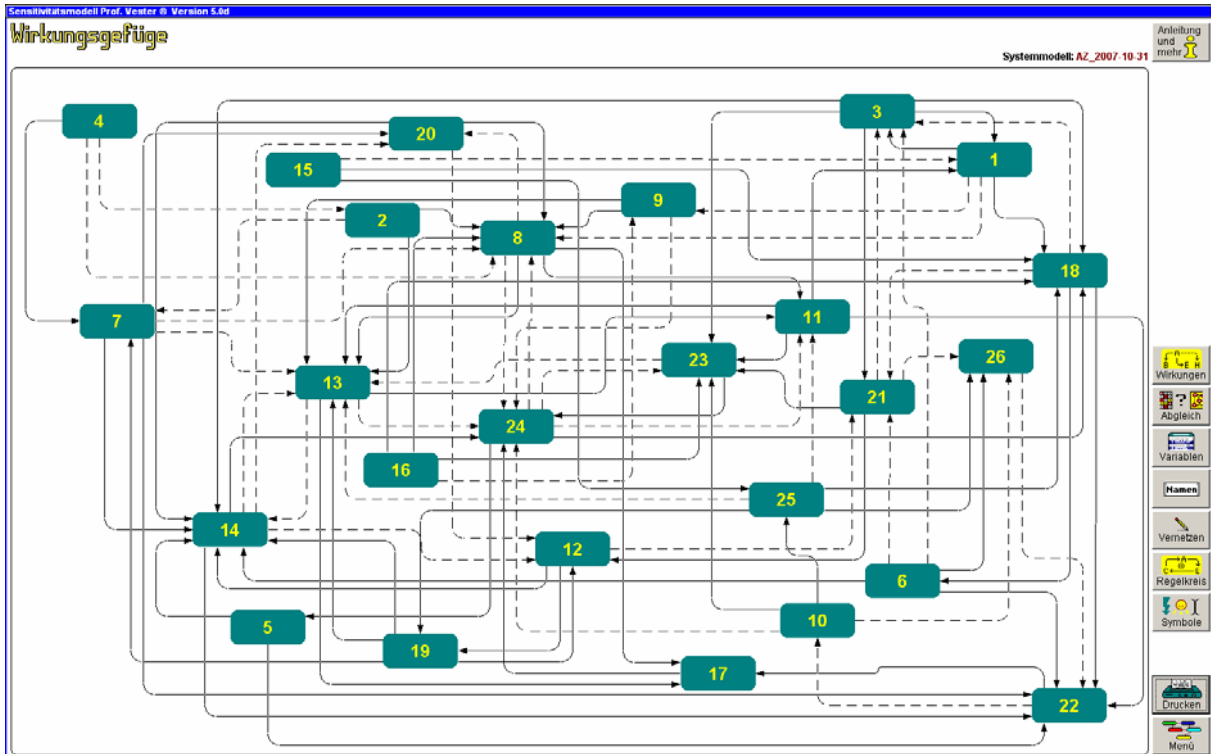 Sensitivitätsmodell Prof. Vester ® Version 5.0d
Wirkungsgefüge
Anleitung
und
mehr
Systemmodell: AZ_2007-10-31
4
20
3
1
15
2
9
8
18
7
11
26
23
13
21
24
16
25
14
12
6
10
5
19
17
22
Wirkungen
Abgleich
Variablen
Namen
Vernetzen
Regelkreis
Symbole
Drucken
Menü